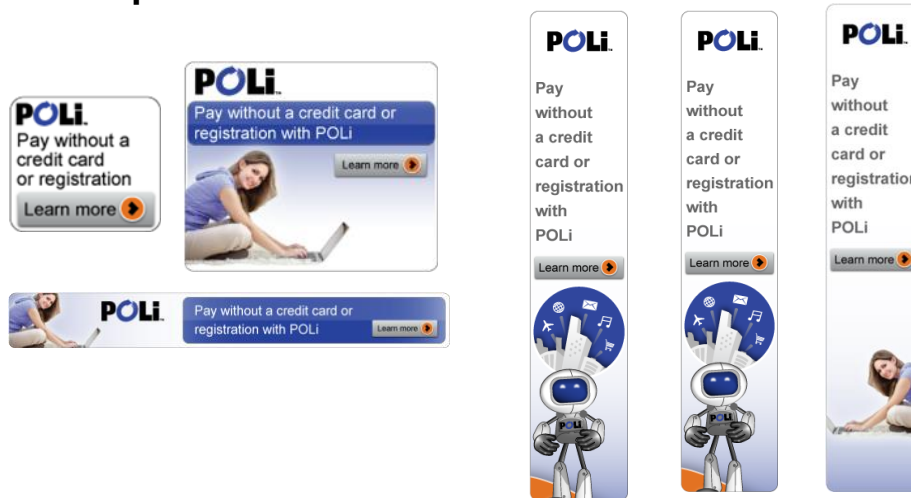 POLi
Pay without a
credit card
or registration
Learn more
POLi
Pay without a credit card or
registration with POLi
Learn more
POLi
Pay without a credit card or
registration with POLi
Learn more
POLi
Pay
without
a credit
card or
registration
with
POLi
Learn more
POLi
POLi
Pay
without
a credit
card or
registration
with
POLi
Learn more
POLi
POLi
Pay
without
a credit
card or
registration
with
POLi
Learn more